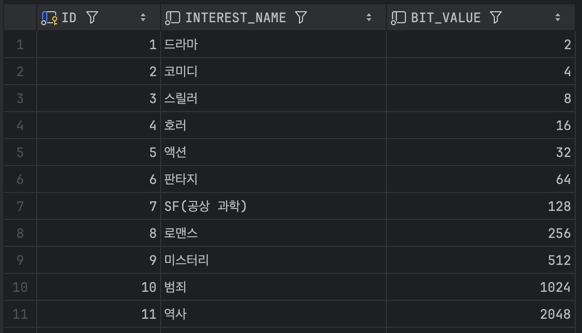 ID INTEREST_NAME BIT_VALUE
1 1 드라마 2
2 2 코미디 4
3 3 스릴러 8
4 4 호러 16
5 5 액션 32
6 6 판타지 64
7 7 SF(공상 과학) 128
8 8 로맨스 256
9 9 미스터리 512
10 10 범죄 1024
11 11 역사 2048